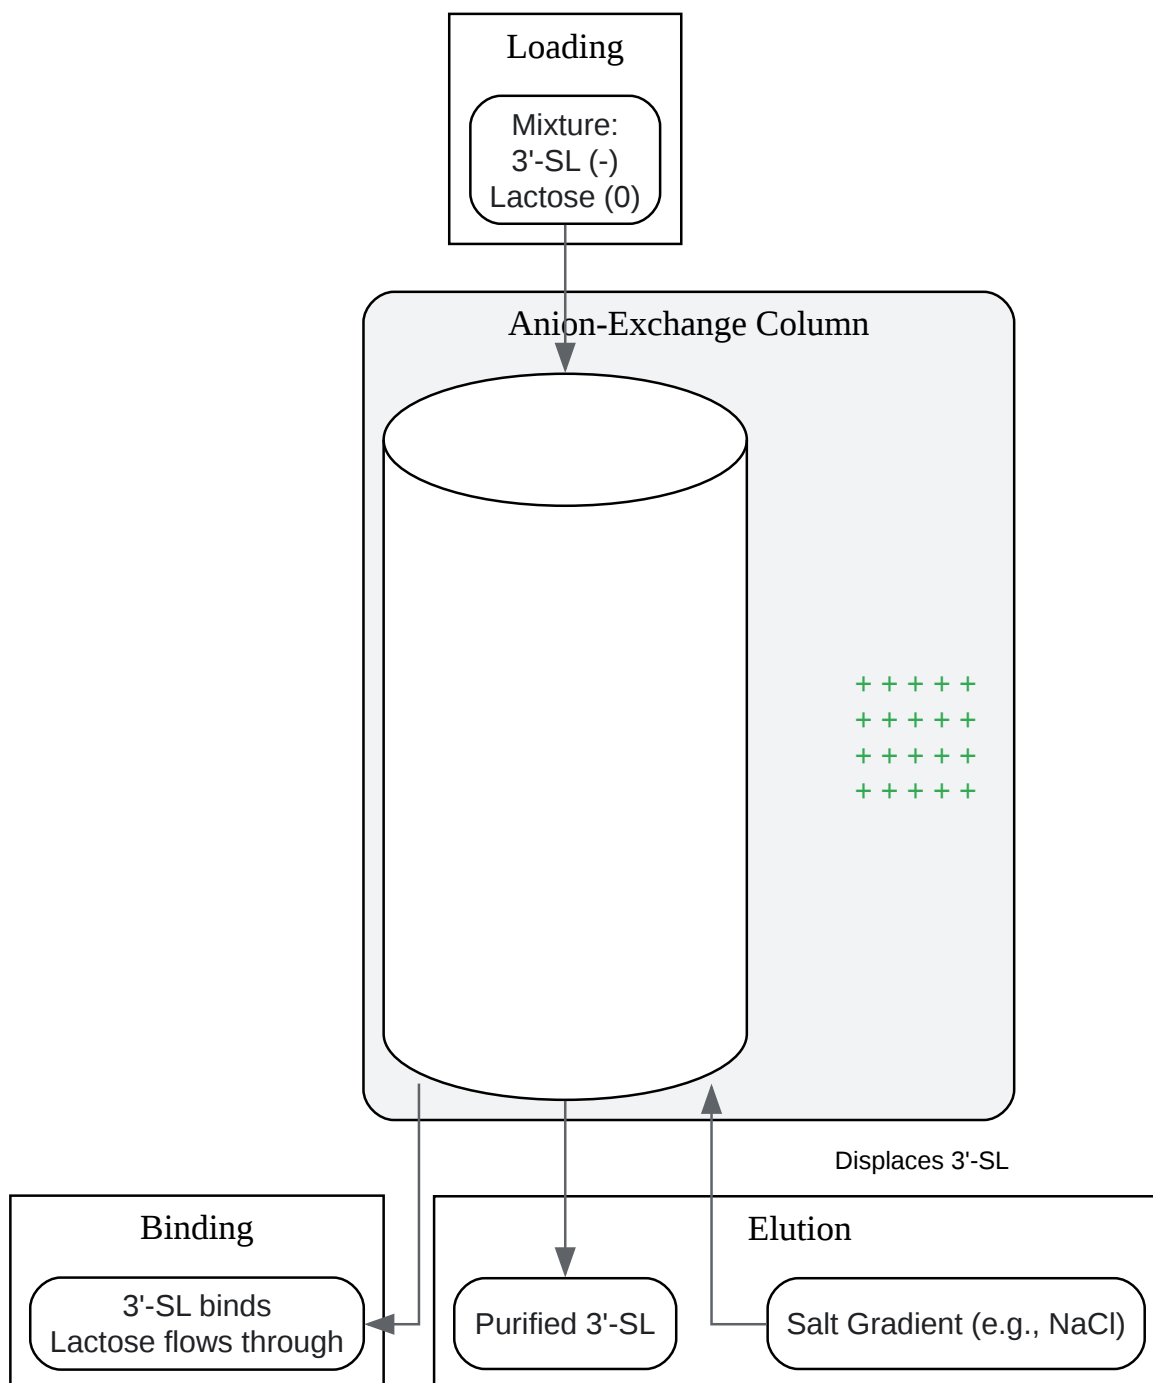 Loading
Mixture:
3'-SL (-)
Lactose (0)
Anion-Exchange Column
+ + + + +
+ + + + +
+ + + + +
+ + + + +
Displaces 3'-SL
Binding
3'-SL binds
Lactose flows through
Elution
Purified 3'-SL
Salt Gradient (e.g., NaCl)